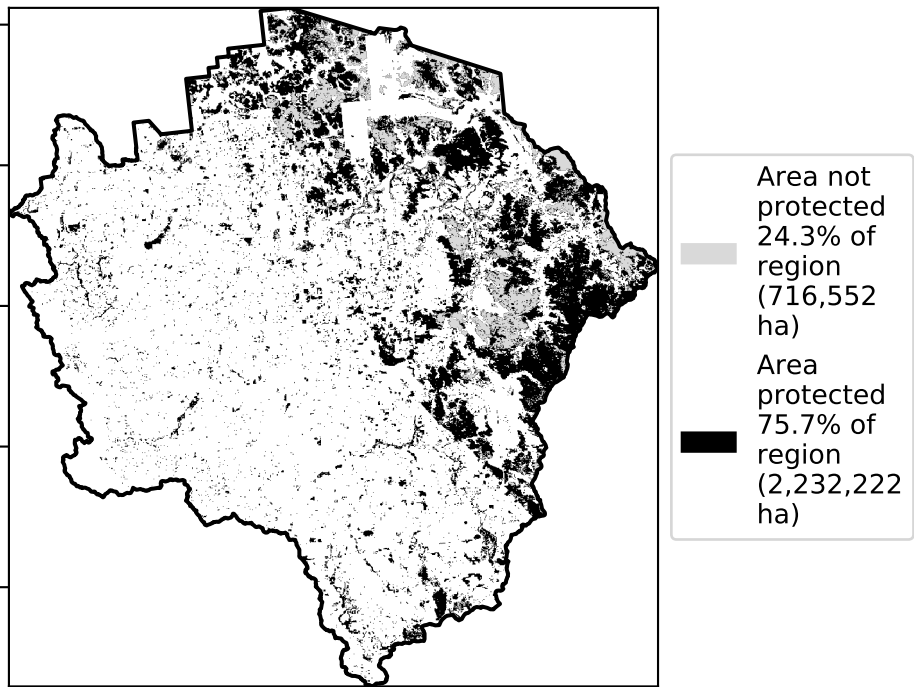 Area not
protected
24.3% of
region
(716,552
ha)
Area
protected
75.7% of
region
(2,232,222
ha)